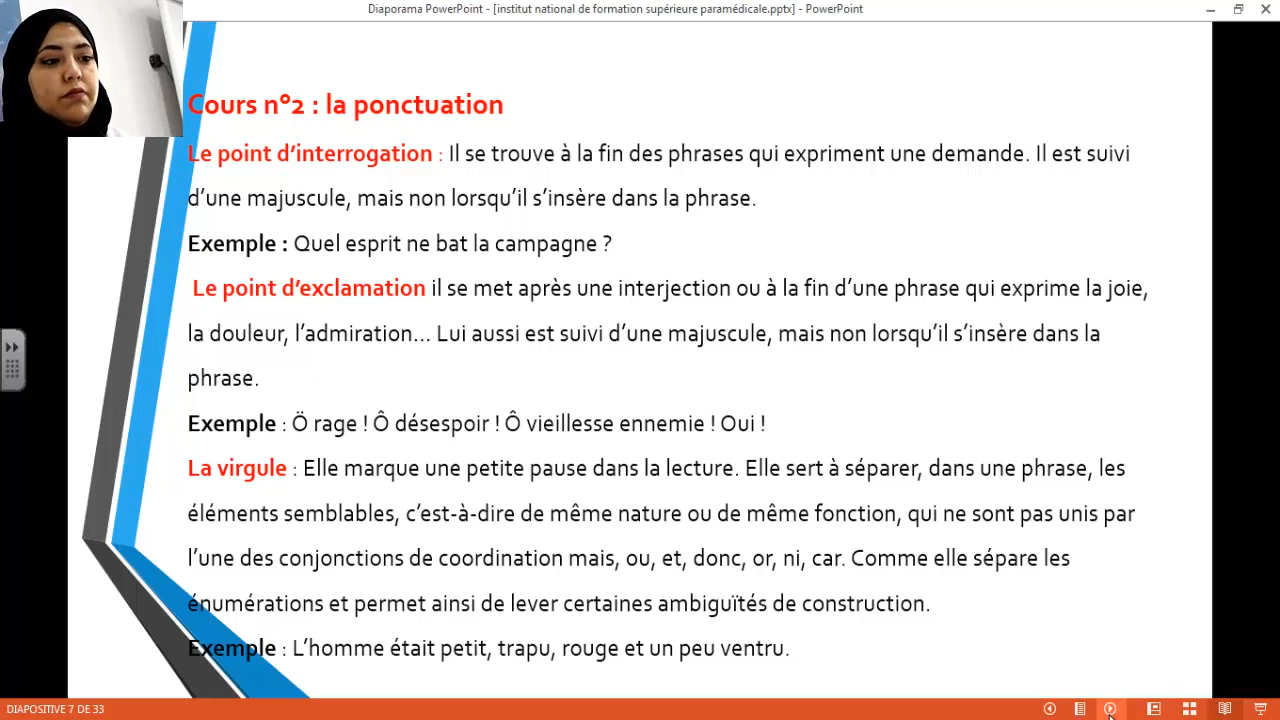 Diaporama PowerPoint - [institut national de formation supérieure paramédicale.pptx] - PowerPoint
Cours n°2 : la ponctuation
Le point d’interrogation : Il se trouve à la fin des phrases qui expriment une demande. Il est suivi
d’une majuscule, mais non lorsqu’il s’insère dans la phrase.
Exemple : Quel esprit ne bat la campagne ?
Le point d’exclamation il se met après une interjection ou à la fin d’une phrase qui exprime la joie,
la douleur, l’admiration... Lui aussi est suivi d’une majuscule, mais non lorsqu’il s’insère dans la
phrase.
Exemple : Ö rage ! Ô désespoir ! Ô vieillesse ennemie ! Oui !
La virgule : Elle marque une petite pause dans la lecture. Elle sert à séparer, dans une phrase, les
éléments semblables, c’est-à-dire de même nature ou de même fonction, qui ne sont pas unis par
l’une des conjonctions de coordination mais, ou, et, donc, or, ni, car. Comme elle sépare les
énumérations et permet ainsi de lever certaines ambiguïtés de construction.
Exemple : L’homme était petit, trapu, rouge et un peu ventru.
DIAPOSITIVE 7 DE 33